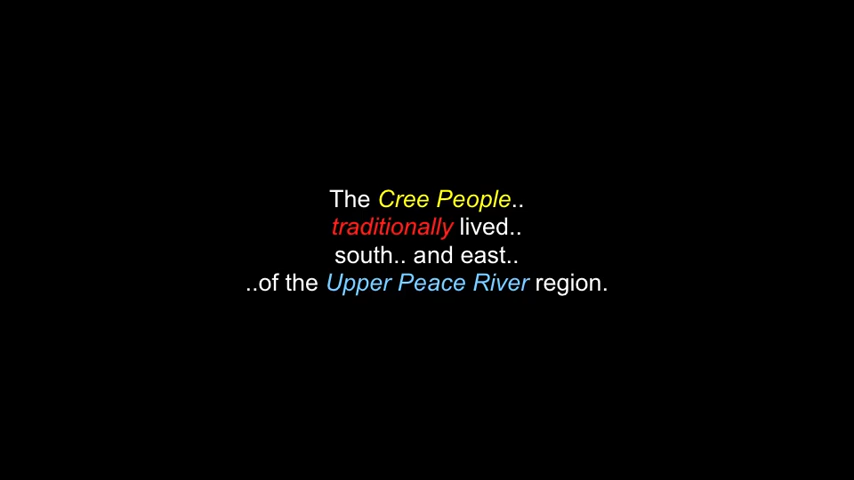 The Cree People..
traditionally lived..
south.. and east..
..of the Upper Peace River region.